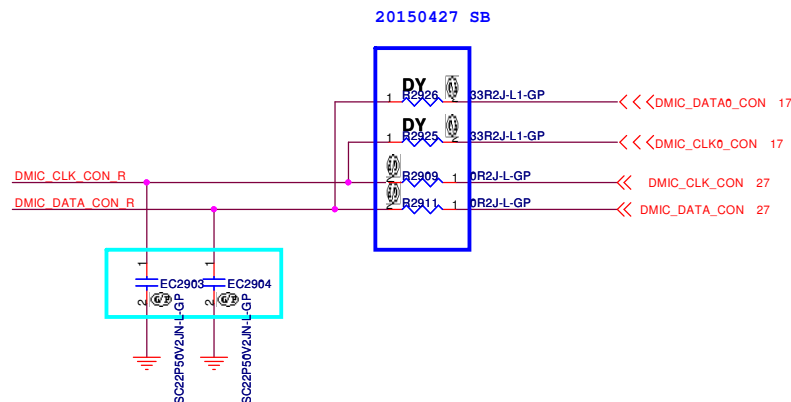 20150427 SB
DY
R2926
1
2
33R2J-L1-GP
DMIC_DATA0_CON 17
DY
R2925
1
2
33R2J-L1-GP
DMIC_CLK0_CON 17
DMIC_CLK_CON_R
R2909
1
0R2J-L-GP
DMIC_CLK_CON 27
DMIC_DATA_CON_R
R2911
1
0R2J-L-GP
DMIC_DATA_CON 27
1
EC2903
2
SC22P50V2JN-L-GP
1
EC2904
2
SC22P50V2JN-L-GP